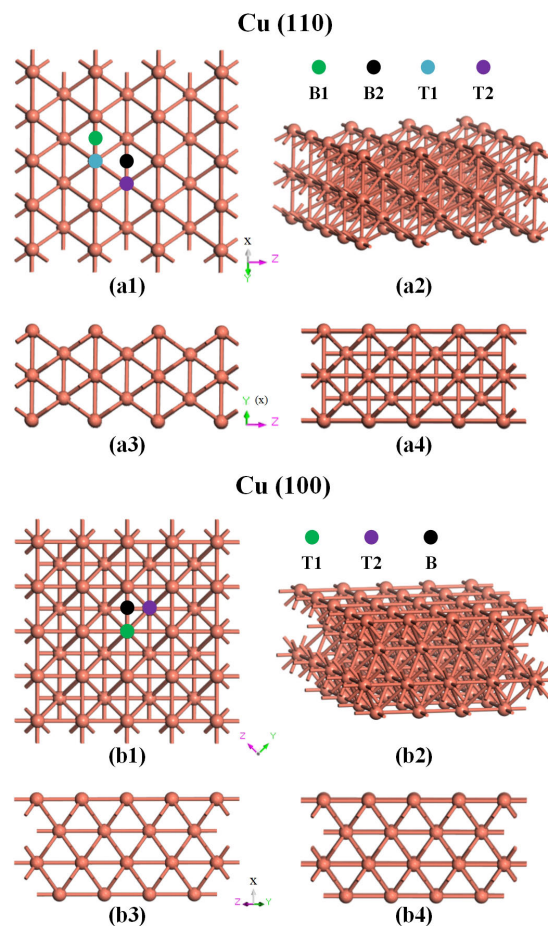 Cu (110)
B1 B2 T1 T2
X
Z
Y
(a1) (a2)
Y (x)
Z
(a3) (a4)
Cu (100)
T1 T2 B
Z Y
(b1) (b2)
X
Z Y
(b3) (b4)